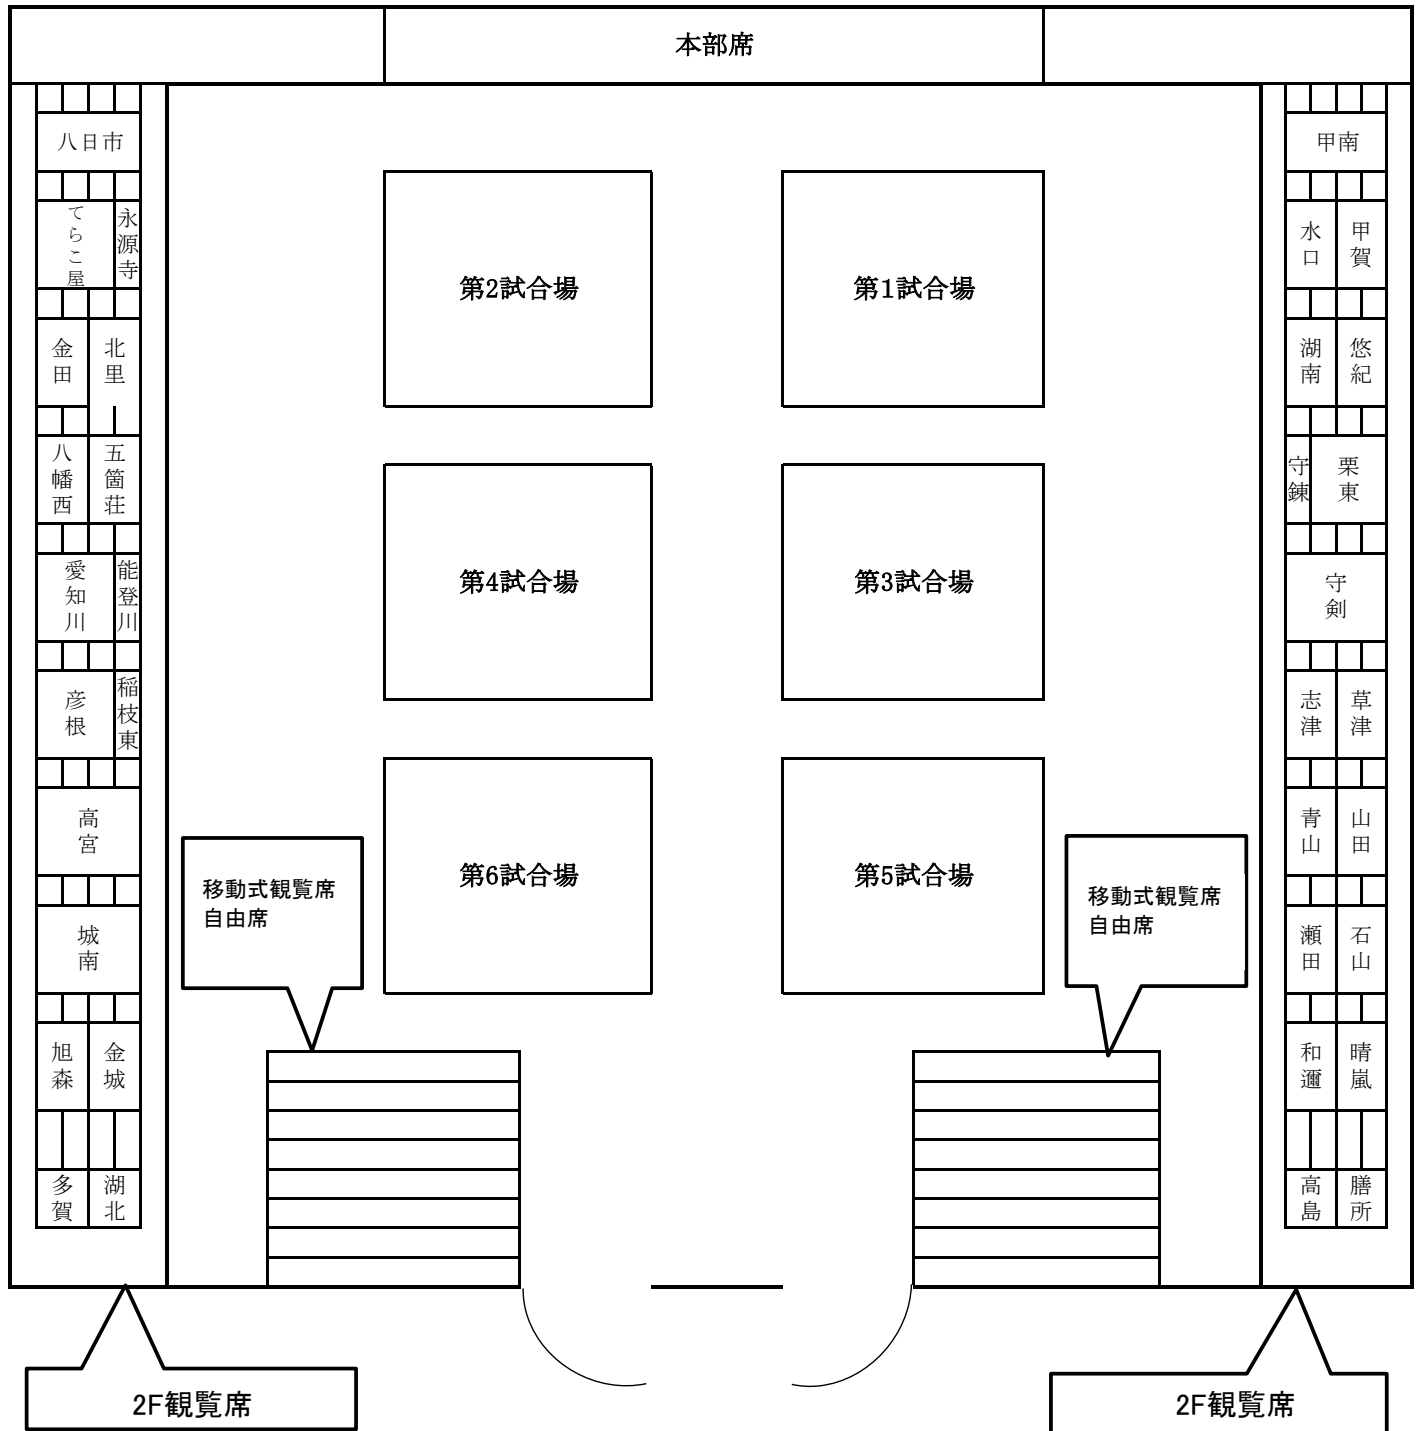 本部席
八日市
甲南
てらこ屋
永源寺
水口
甲賀
第2試合場
第1試合場
金田
北里
湖南
悠紀
八幡西
五箇荘
守錬
栗東
愛知川
能登川
第4試合場
第3試合場
守剣
彦根
稲枝東
志津
草津
高宮
青山
山田
移動式観覧席
自由席
第6試合場
第5試合場
移動式観覧席
自由席
城南
瀬田
石山
旭森
金城
和邇
晴嵐
多賀
湖北
高島
膳所
2F観覧席
2F観覧席